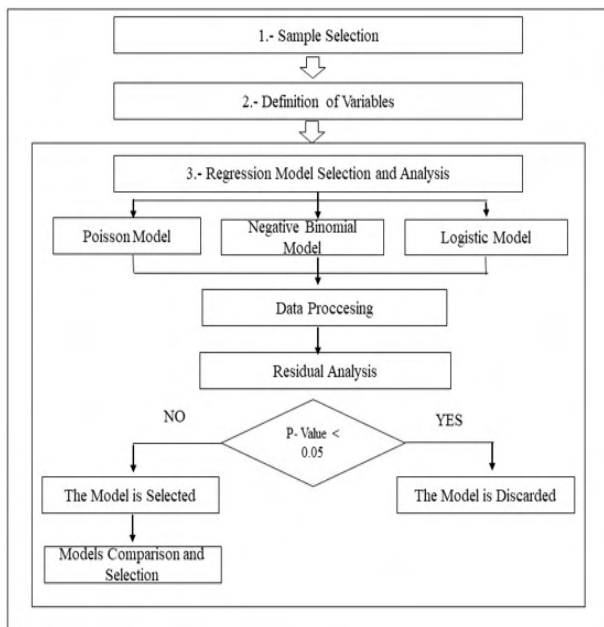 1.- Sample Selection
2.- Definition of Variables
3.- Regression Model Selection and Analysis
Poisson Model
Negative Binomial
Model
Logistic Model
Data Proccesing
Residual Analysis
NO
YES
P- Value <
0.05
The Model is Selected
The Model is Discarded
Models Comparison and
Selection